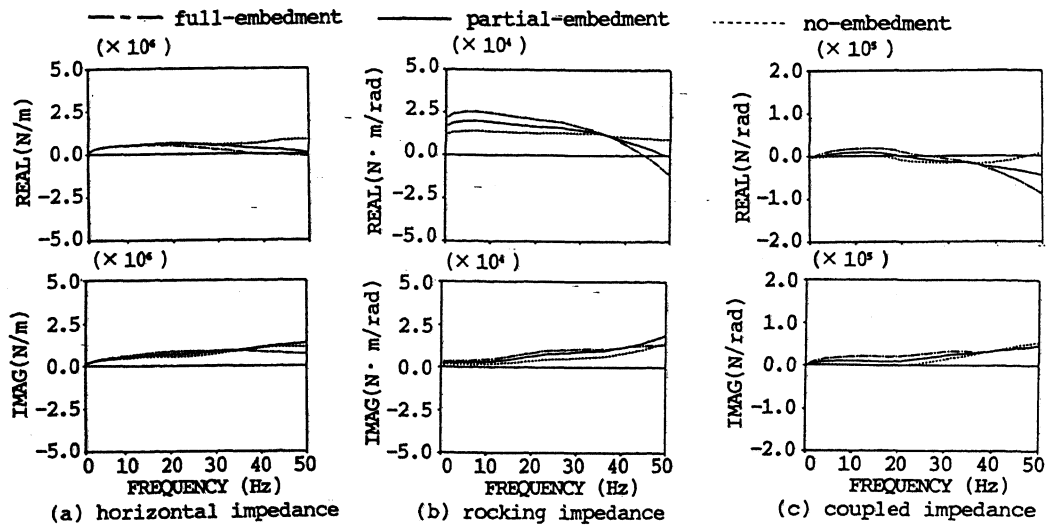 full-embedment partial-embedment no-embedment
(× 10⁶) (× 10⁴) (× 10⁵)
REAL(N/m)
5.0
2.5
0.0
-2.5
-5.0
REAL(N· m/rad)
5.0
2.5
0.0
-2.5
-5.0
REAL(N/rad)
2.0
1.0
0.0
-1.0
-2.0
(× 10⁶) (× 10⁴) (× 10⁵)
IMAG(N/m)
5.0
2.5
0.0
-2.5
-5.0
IMAG(N· m/rad)
5.0
2.5
0.0
-2.5
-5.0
IMAG(N/rad)
2.0
1.0
0.0
-1.0
-2.0
0 10 20 30 40 50 0 10 20 30 40 50 0 10 20 30 40 50
FREQUENCY (Hz) FREQUENCY (Hz) FREQUENCY (Hz)
(a) horizontal impedance (b) rocking impedance (c) coupled impedance